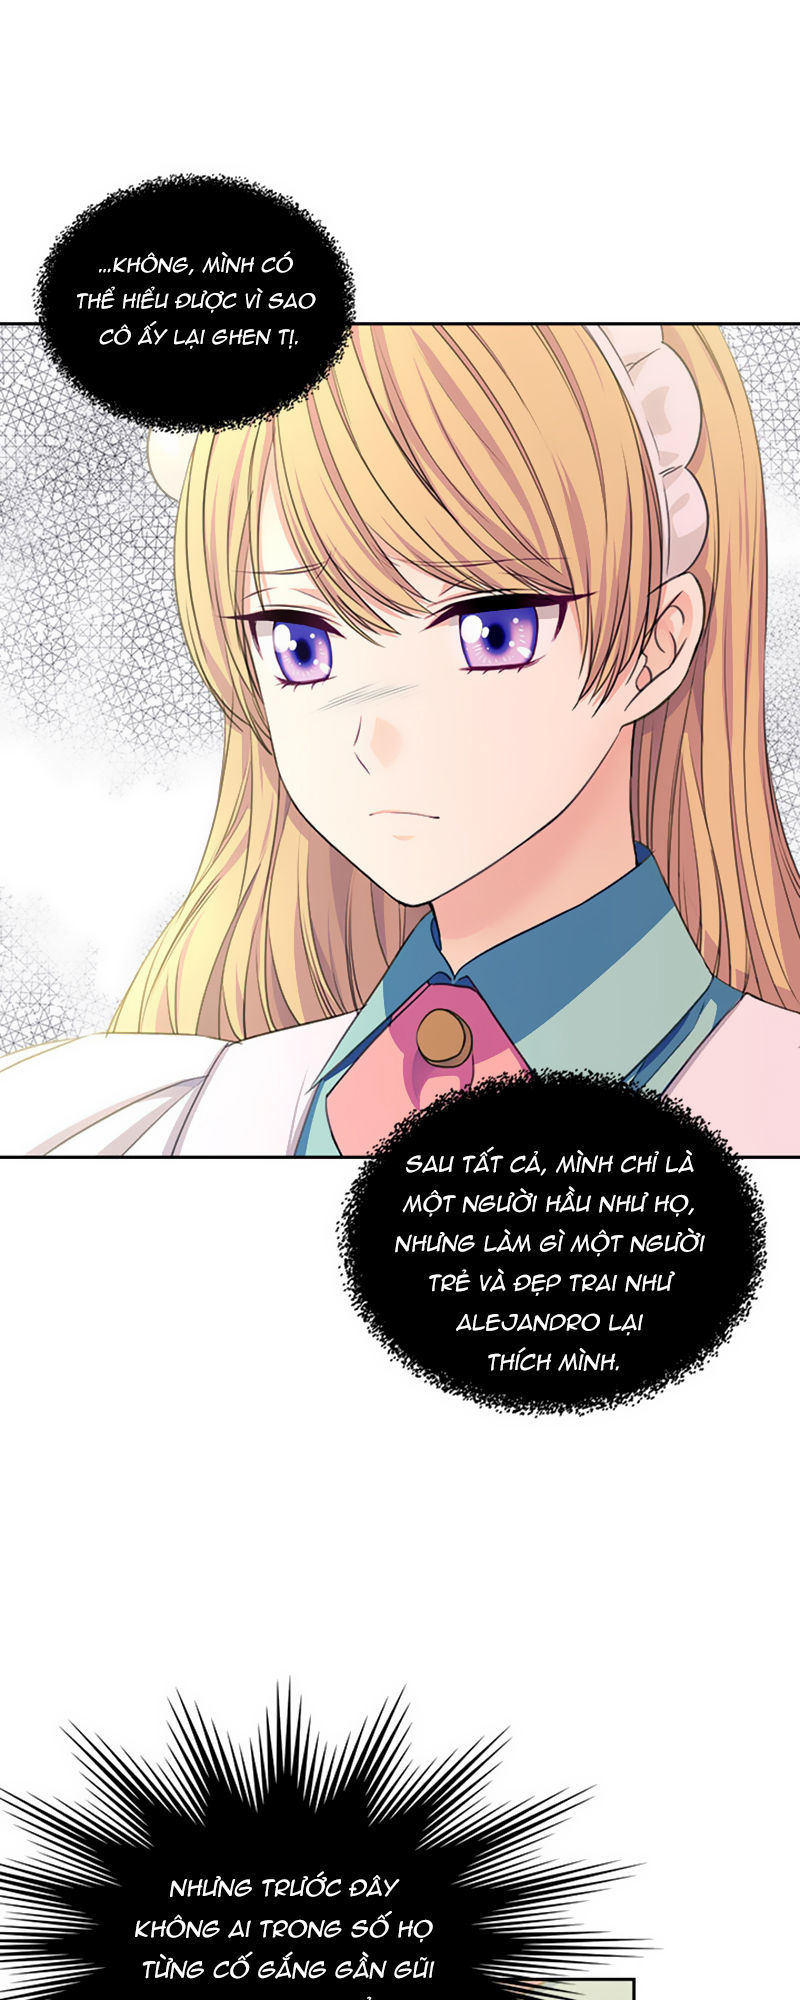 ...KHÔNG, MÌNH CÓ
THỂ HIỂU ĐƯỢC VÌ SAO
CÔ ẤY LẠI GHEN TỊ.
SAU TẤT CẢ, MÌNH CHỈ LÀ
MỘT NGƯỜI HẦU NHƯ HỌ,
NHƯNG LÀM GÌ MỘT NGƯỜI
TRẺ VÀ ĐẸP TRAI NHƯ
ALEJANDRO LẠI
THÍCH MÌNH.
NHƯNG TRƯỚC ĐÂY
KHÔNG AI TRONG SỐ HỌ
TỪNG CỐ GẮNG GẦN GŨI